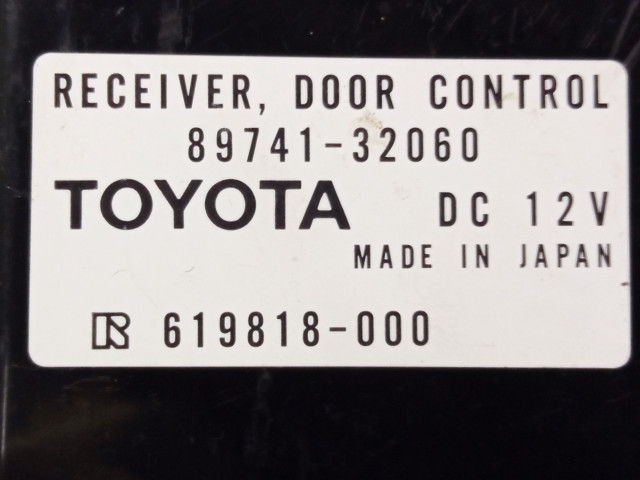 RECEIVER, DOOR CONTROL
89741-32060
TOYOTA DC 12V
MADE IN JAPAN
R 619818-000